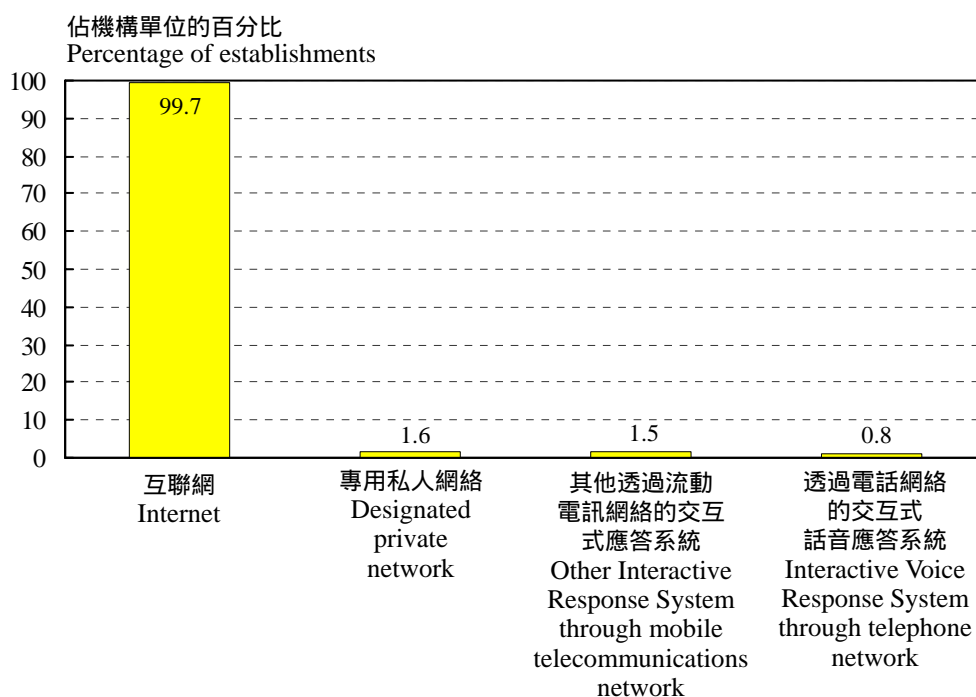 佔機構單位的百分比
Percentage of establishments
100
90
80
70
60
50
40
30
20
10
0
99.7
1.6
1.5
0.8
互聯網
Internet
專用私人網絡
Designated
private
network
其他透過流動
電訊網絡的交互
式應答系統
Other Interactive
Response System
through mobile
telecommunications
network
透過電話網絡
的交互式
話音應答系統
Interactive Voice
Response System
through telephone
network